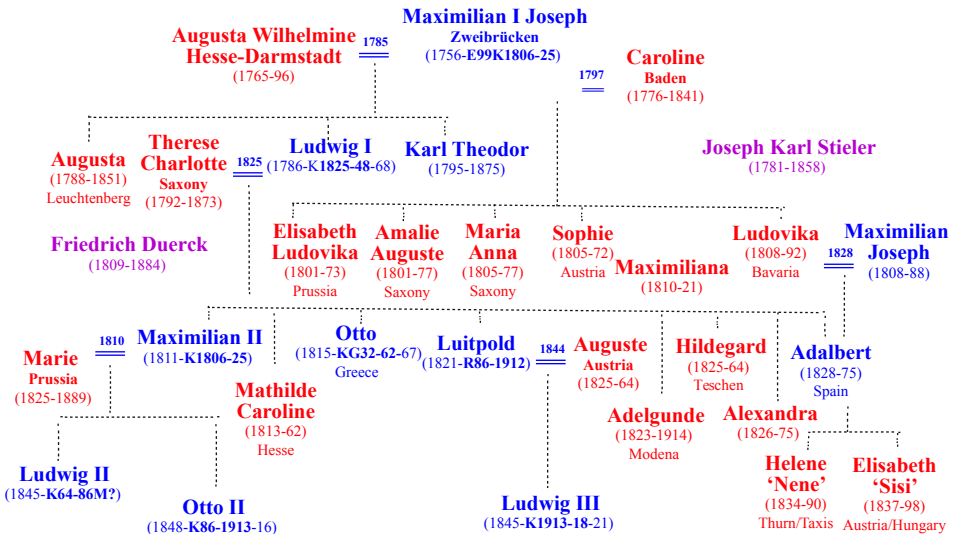 Maximilian I Joseph
Zweibrücken
(1756-E99K1806-25)
Augusta Wilhelmine
Hesse-Darmstadt
(1765-96)
1785
1797
Caroline
Baden
(1776-1841)
Augusta
(1788-1851)
Leuchtenberg
Therese
Charlotte
Saxony
(1792-1873)
1825
Ludwig I
(1786-K1825-48-68)
Karl Theodor
(1795-1875)
Joseph Karl Stieler
(1781-1858)
Friedrich Duerck
(1809-1884)
Elisabeth
Ludovika
(1801-73)
Prussia
Amalie
Auguste
(1801-77)
Saxony
Maria
Anna
(1805-77)
Saxony
Sophie
(1805-72)
Austria
Maximiliana
(1810-21)
Ludovika
(1808-92)
Bavaria
1828
Maximilian
Joseph
(1808-88)
Marie
Prussia
(1825-1889)
1810
Maximilian II
(1811-K1806-25)
Mathilde
Caroline
(1813-62)
Hesse
Otto
(1815-KG32-62-67)
Greece
Luitpold
(1821-R86-1912)
1844
Auguste
Austria
(1825-64)
Adelgunde
(1823-1914)
Modena
Hildegard
(1825-64)
Teschen
Alexandra
(1826-75)
Adalbert
(1828-75)
Spain
Ludwig II
(1845-K64-86M?)
Otto II
(1848-K86-1913-16)
Ludwig III
(1845-K1913-18-21)
Helene
‘Nene’
(1834-90)
Thurn/Taxis
Elisabeth
‘Sisi’
(1837-98)
Austria/Hungary